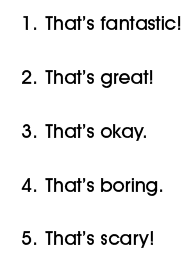 1. That's fantastic!
2. That's great!
3. That's okay.
4. That's boring.
5. That's scary!